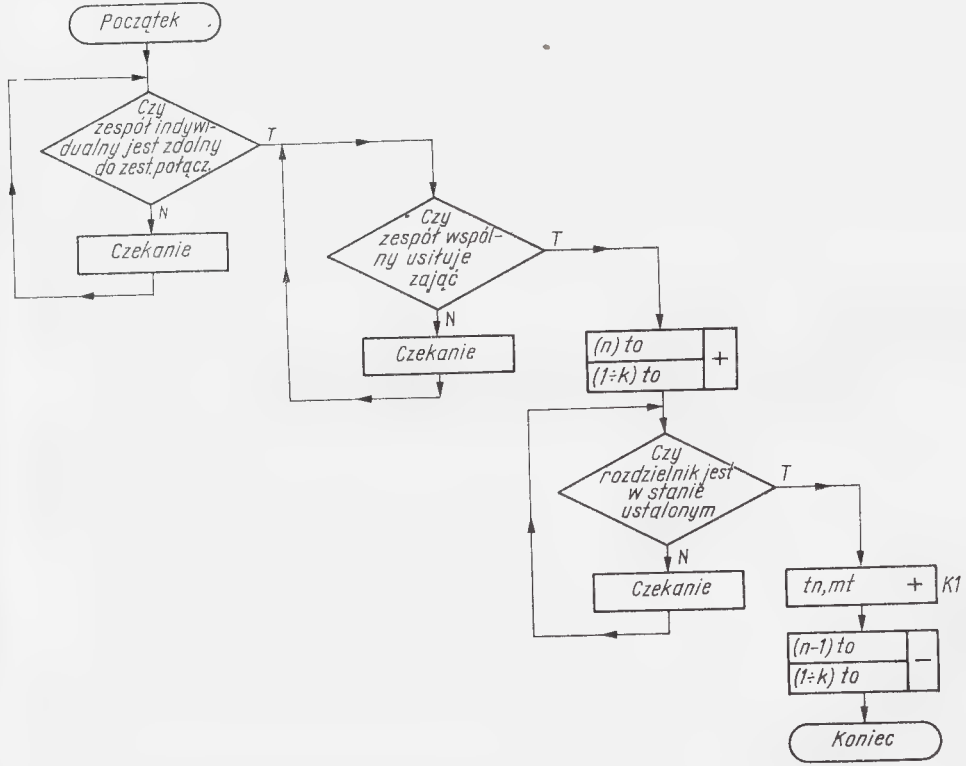 Początek
Czy
zespół indywi-
dualny jest zdolny
do zest. połącz.
T
N
Czekanie
Czy
zespół wspól-
ny usiłuje
zająć
T
N
Czekanie
(n) to
+
(1÷k) to
Czy
rozdzielnik jest
w stanie
ustalonym
T
N
Czekanie
tn,mt + K1
(n-1) to
−
(1÷k) to
Koniec